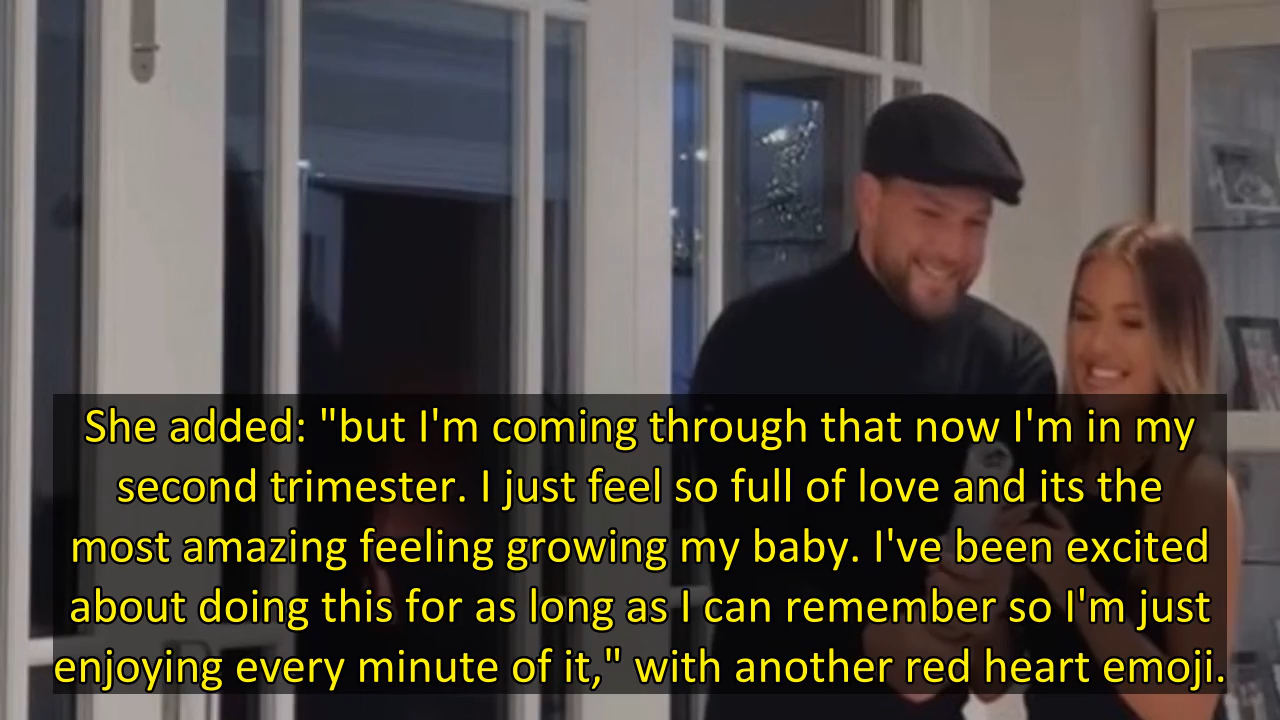 She added: "but I'm coming through that now I'm in my
second trimester. I just feel so full of love and its the
most amazing feeling growing my baby. I've been excited
about doing this for as long as I can remember so I'm just
enjoying every minute of it," with another red heart emoji.